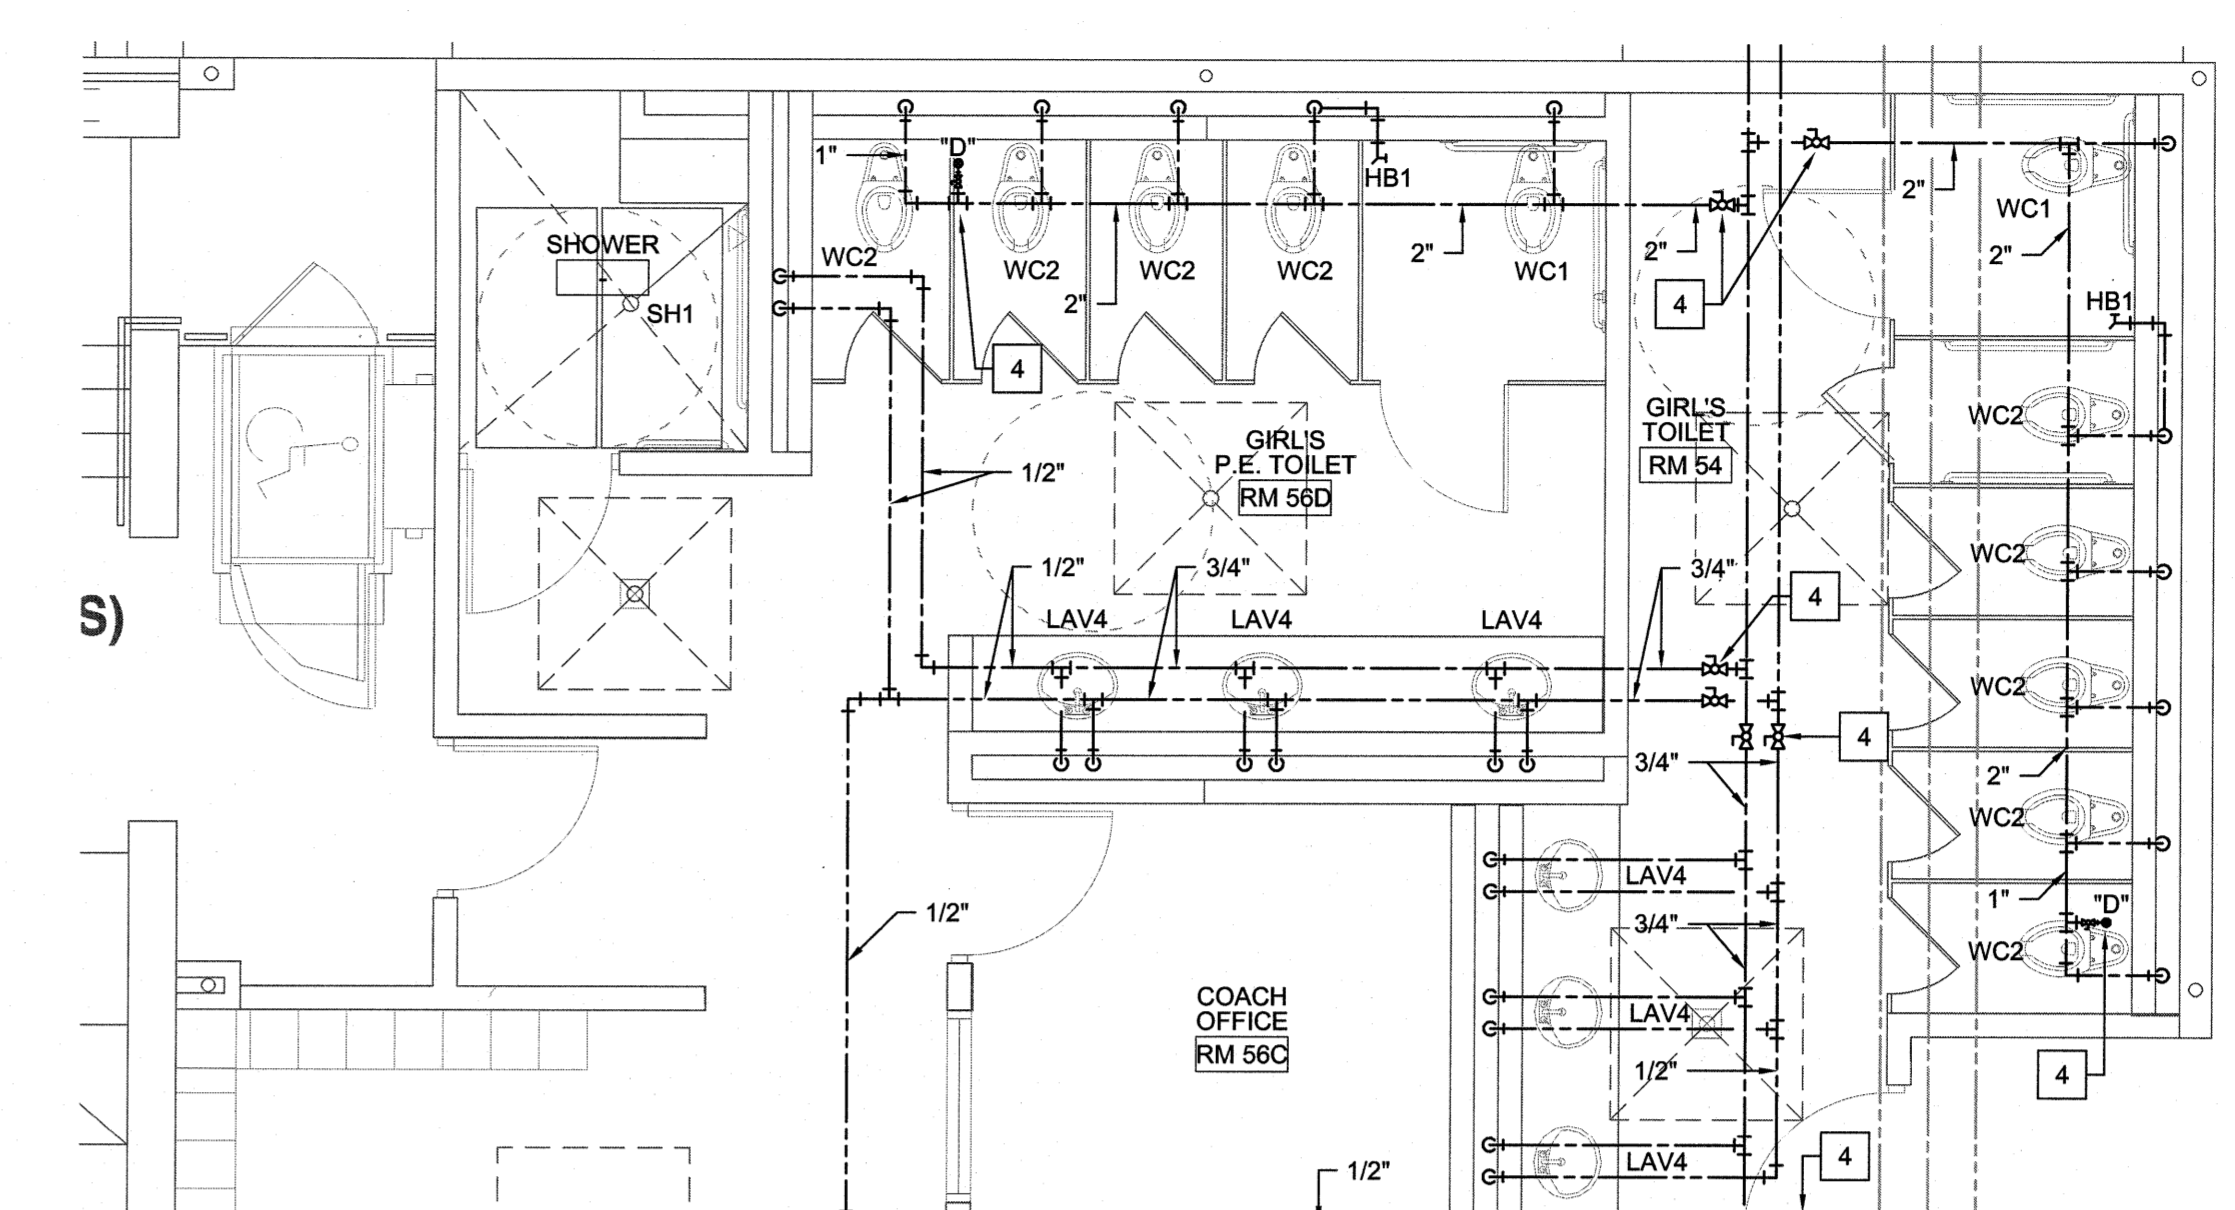 1"
"D"
HB1
2"
WC1
SHOWER
SH1
WC2
WC2
WC2
WC2
2"
2"
2"
WC1
4
2"
HB1
4
1/2"
GIRL'S
P.E. TOILET
RM 56D
GIRL'S
TOILET
RM 54
WC2
WC2
1/2"
3/4"
3/4"
4
S)
LAV4
LAV4
LAV4
WC2
4
3/4"
2"
WC2
LAV4
1"
"D"
1/2"
3/4"
WC2
COACH
OFFICE
RM 56C
LAV4
1/2"
4
4
LAV4
1/2"